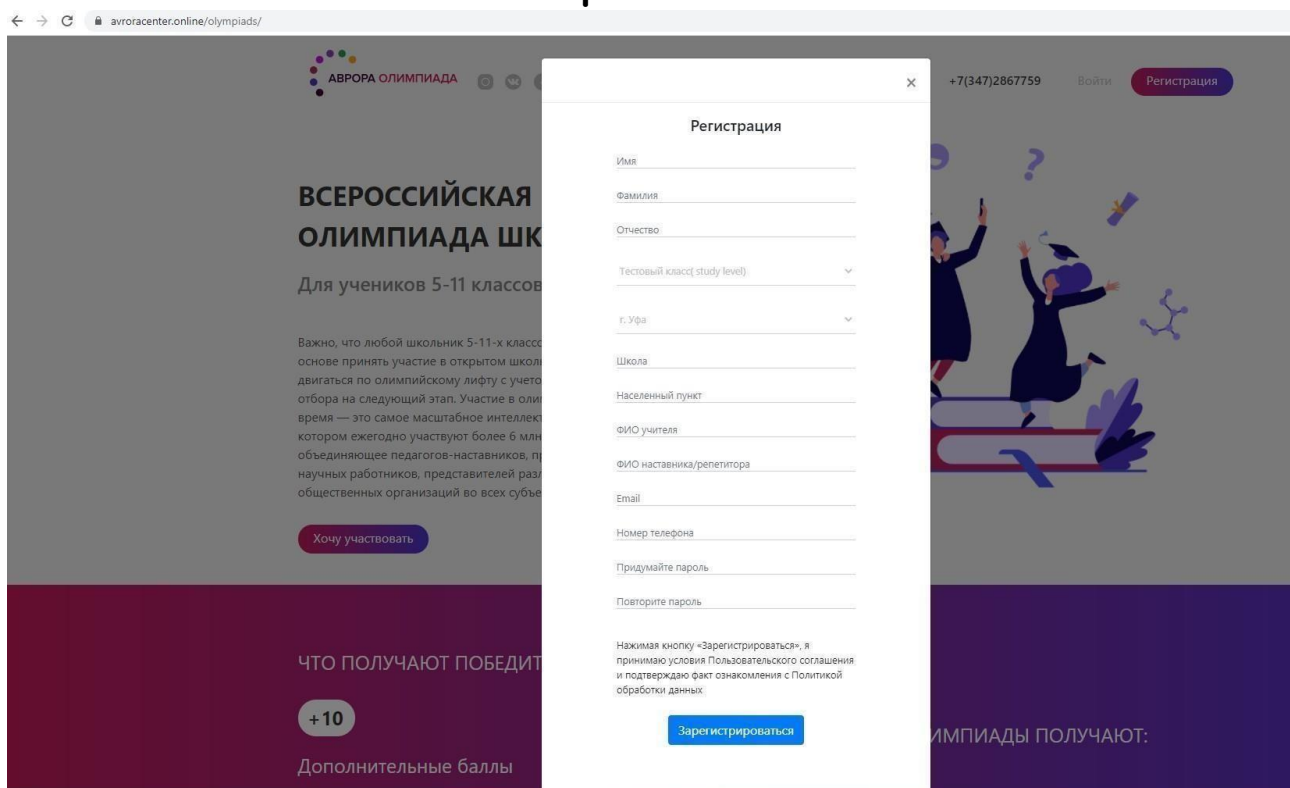 avroracenter.online/olympiads/
АВРОРА ОЛИМПИАДА
+7(347)2867759
Войти
Регистрация
ВСЕРОССИЙСКАЯ
ОЛИМПИАДА ШК
Для учеников 5-11 классов
Важно, что любой школьник 5-11-х класс
основе принять участие в открытом школ
двигаться по олимпийскому лифту с учето
отбора на следующий этап. Участие в оли
время — это самое масштабное интеллект
котором ежегодно участвуют более 6 млн
объединяющее педагогов-наставников, п
научных работников, представителей раз
общественных организаций во всех субъе
Хочу участвовать
ЧТО ПОЛУЧАЮТ ПОБЕДИТ
+10
Дополнительные баллы
×
Регистрация
Имя
Фамилия
Отчество
Тестовый класс( study level)
г. Уфа
Школа
Населенный пункт
ФИО учителя
ФИО наставника/репетитора
Email
Номер телефона
Придумайте пароль
Повторите пароль
Нажимая кнопку «Зарегистрироваться», я
принимаю условия Пользовательского соглашения
и подтверждаю факт ознакомления с Политикой
обработки данных
Зарегистрироваться
ИМПИАДЫ ПОЛУЧАЮТ: